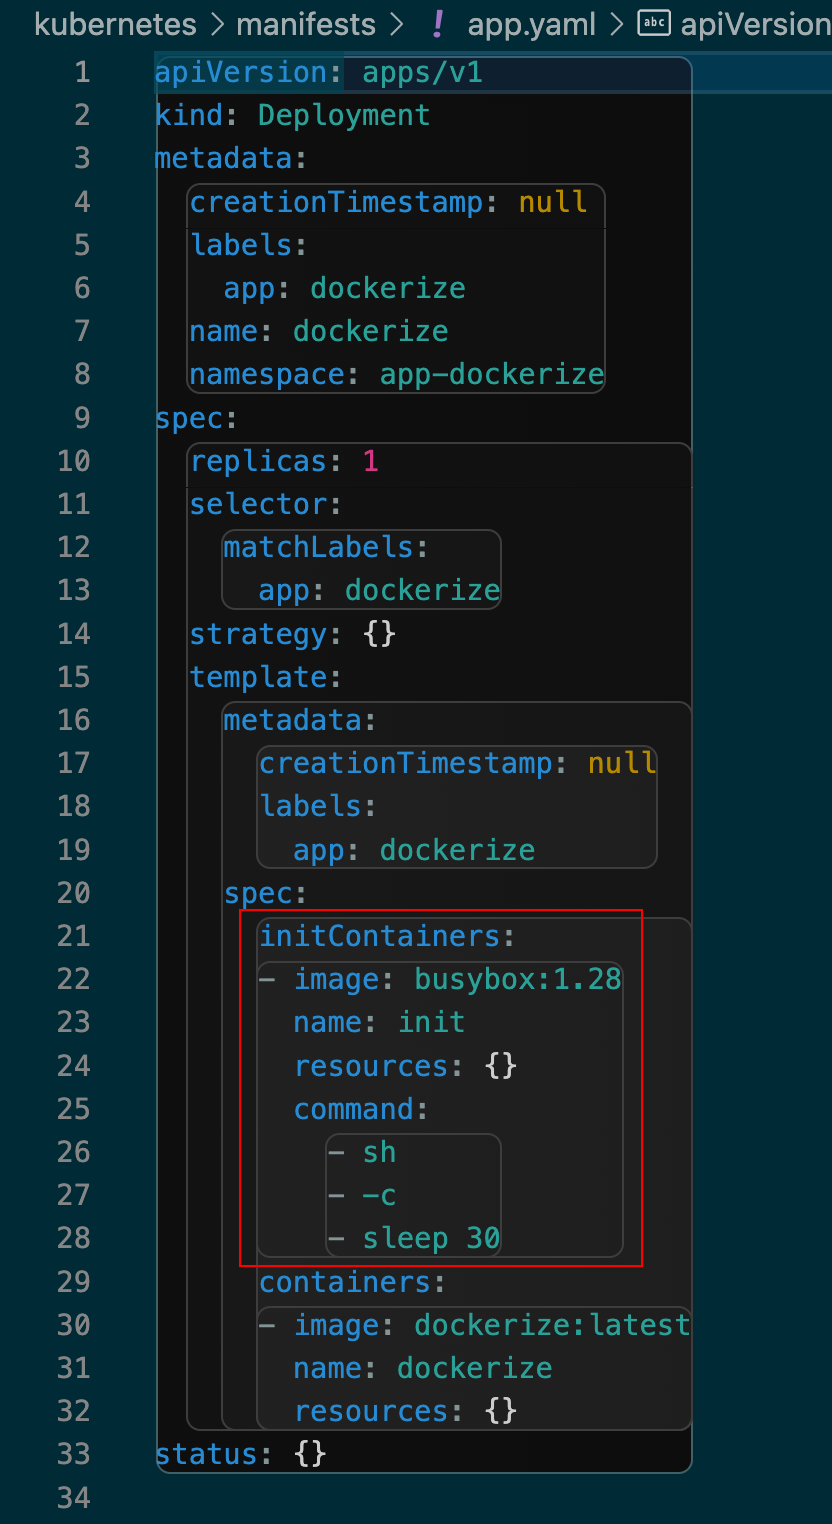 kubernetes > manifests > ! app.yaml > abc apiVersion
1 apiVersion: apps/v1
2 kind: Deployment
3 metadata:
4   creationTimestamp: null
5   labels:
6     app: dockerize
7   name: dockerize
8   namespace: app-dockerize
9 spec:
10   replicas: 1
11   selector:
12     matchLabels:
13       app: dockerize
14   strategy: {}
15   template:
16     metadata:
17       creationTimestamp: null
18       labels:
19         app: dockerize
20     spec:
21       initContainers:
22       - image: busybox:1.28
23         name: init
24         resources: {}
25         command:
26           - sh
27           - -c
28           - sleep 30
29       containers:
30       - image: dockerize:latest
31         name: dockerize
32         resources: {}
33 status: {}
34